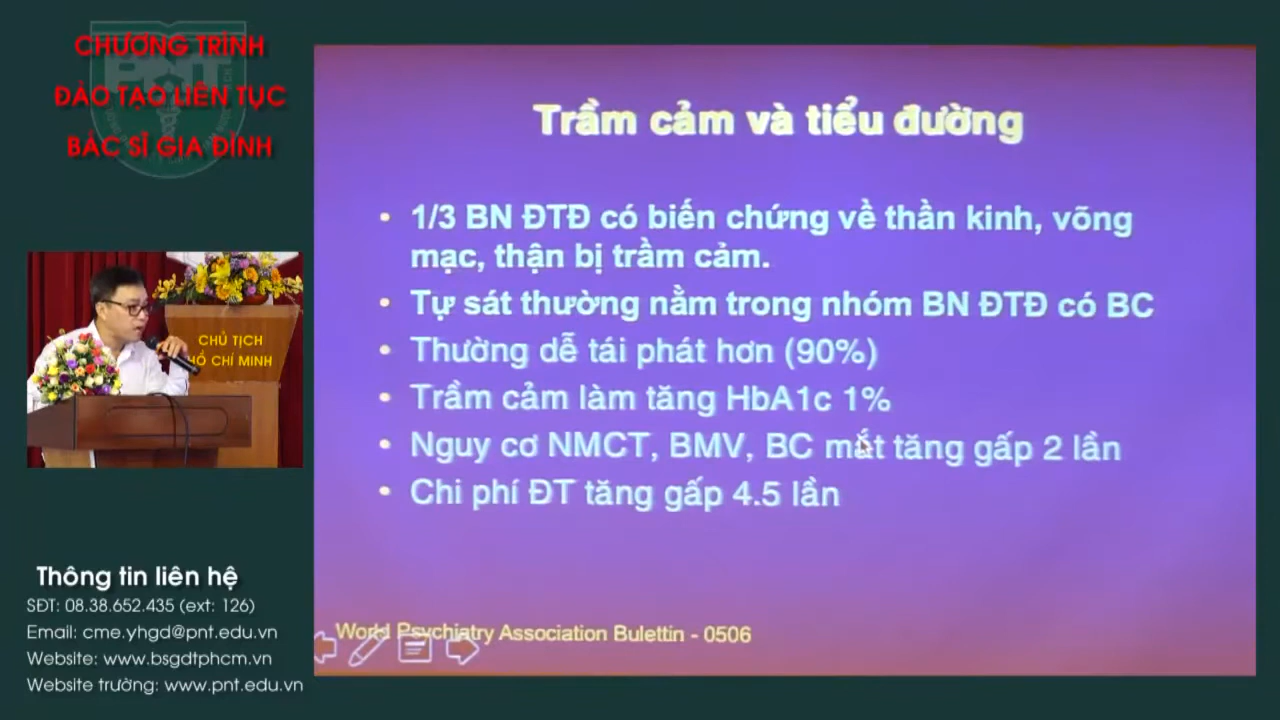 CHƯƠNG TRÌNH
ĐÀO TẠO LIÊN TỤC
BÁC SĨ GIA ĐÌNH
PNT
Trầm cảm và tiểu đường
• 1/3 BN ĐTĐ có biến chứng về thần kinh, võng
mạc, thận bị trầm cảm.
• Tự sát thường nằm trong nhóm BN ĐTĐ có BC
• Thường dễ tái phát hơn (90%)
• Trầm cảm làm tăng HbA1c 1%
• Nguy cơ NMCT, BMV, BC mắt tăng gấp 2 lần
• Chi phí ĐT tăng gấp 4.5 lần
World Psychiatry Association Bulettin - 0506
CHỦ TỊCH
HỒ CHÍ MINH
Thông tin liên hệ
SĐT: 08.38.652.435 (ext: 126)
Email: cme.yhgd@pnt.edu.vn
Website: www.bsgdtphcm.vn
Website trường: www.pnt.edu.vn